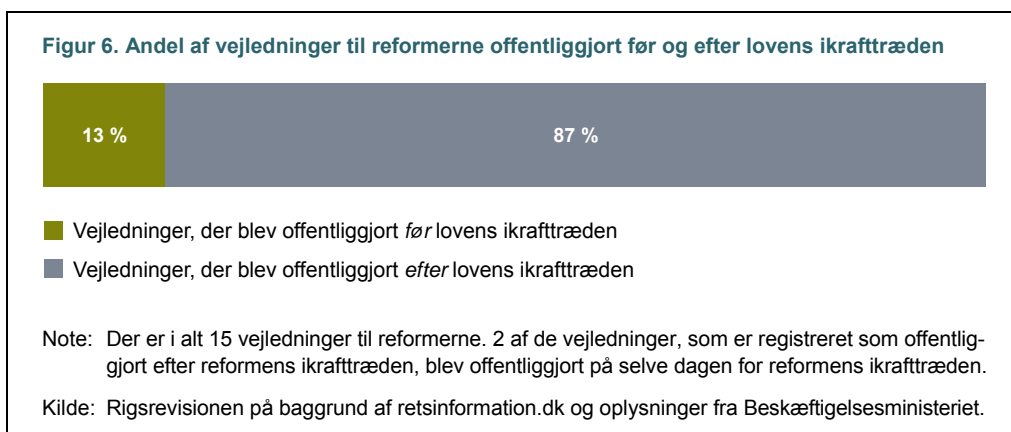 Figur 6. Andel af vejledninger til reformerne offentliggjort før og efter lovens ikrafttræden
13 %
87 %
Vejledninger, der blev offentliggjort før lovens ikrafttræden
Vejledninger, der blev offentliggjort efter lovens ikrafttræden
Note: Der er i alt 15 vejledninger til reformerne. 2 af de vejledninger, som er registreret som offentlig-
gjort efter reformens ikrafttræden, blev offentliggjort på selve dagen for reformens ikrafttræden.
Kilde: Rigsrevisionen på baggrund af retsinformation.dk og oplysninger fra Beskæftigelsesministeriet.